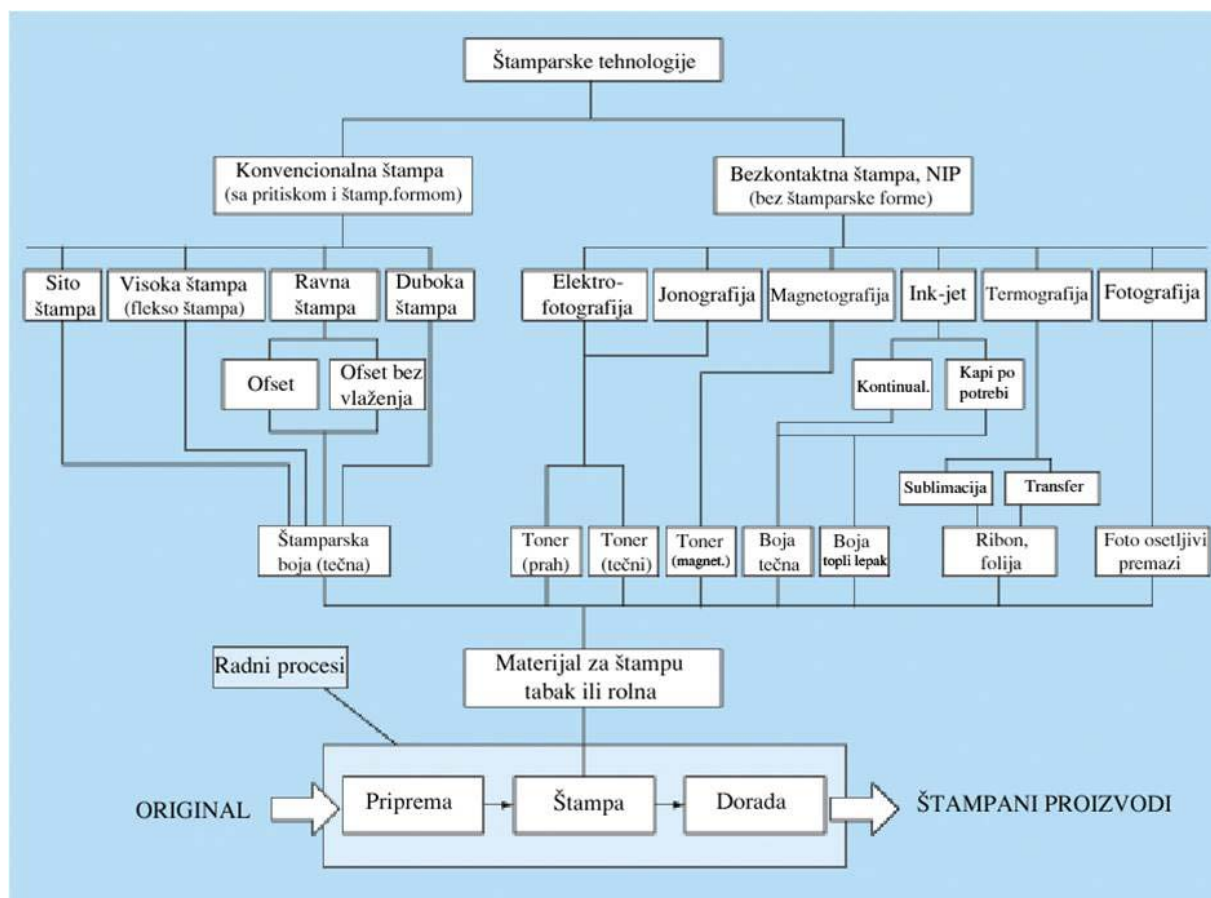 Štamparske tehnologije
Konvencionalna štampa
(sa pritiskom i štamp.formom)
Bezkontaktna štampa, NIP
(bez štamparske forme)
Sito
štampa
Visoka štampa
(flekso štampa)
Ravna
štampa
Duboka
štampa
Elektro-
fotografija
Jonografija
Magnetografija
Ink-jet
Termografija
Fotografija
Ofset
Ofset bez
vlaženja
Kontinual.
Kapi po
potrebi
Sublimacija
Transfer
Štamparska
boja (tečna)
Toner
(prah)
Toner
(tečni)
Toner
(magnet.)
Boja
tečna
Boja
topli lepak
Ribon,
folija
Foto osetljivi
premazi
Radni procesi
Materijal za štampu
tabak ili rolna
ORIGINAL
Priprema
Štampa
Dorada
ŠTAMPANI PROIZVODI